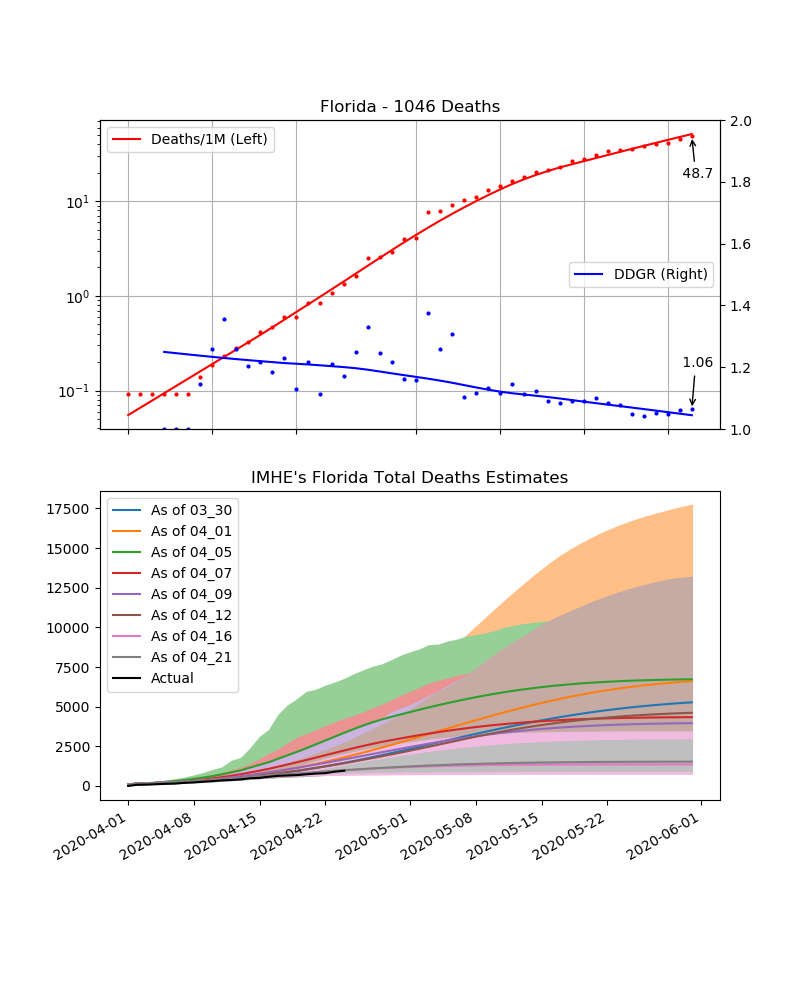 Florida - 1046 Deaths
Deaths/1M (Left)
DDGR (Right)
48.7
1.06
10¹
10⁰
10⁻¹
2.0
1.8
1.6
1.4
1.2
1.0
IMHE's Florida Total Deaths Estimates
As of 03_30
As of 04_01
As of 04_05
As of 04_07
As of 04_09
As of 04_12
As of 04_16
As of 04_21
Actual
17500
15000
12500
10000
7500
5000
2500
0
2020-04-01
2020-04-08
2020-04-15
2020-04-22
2020-05-01
2020-05-08
2020-05-15
2020-05-22
2020-06-01